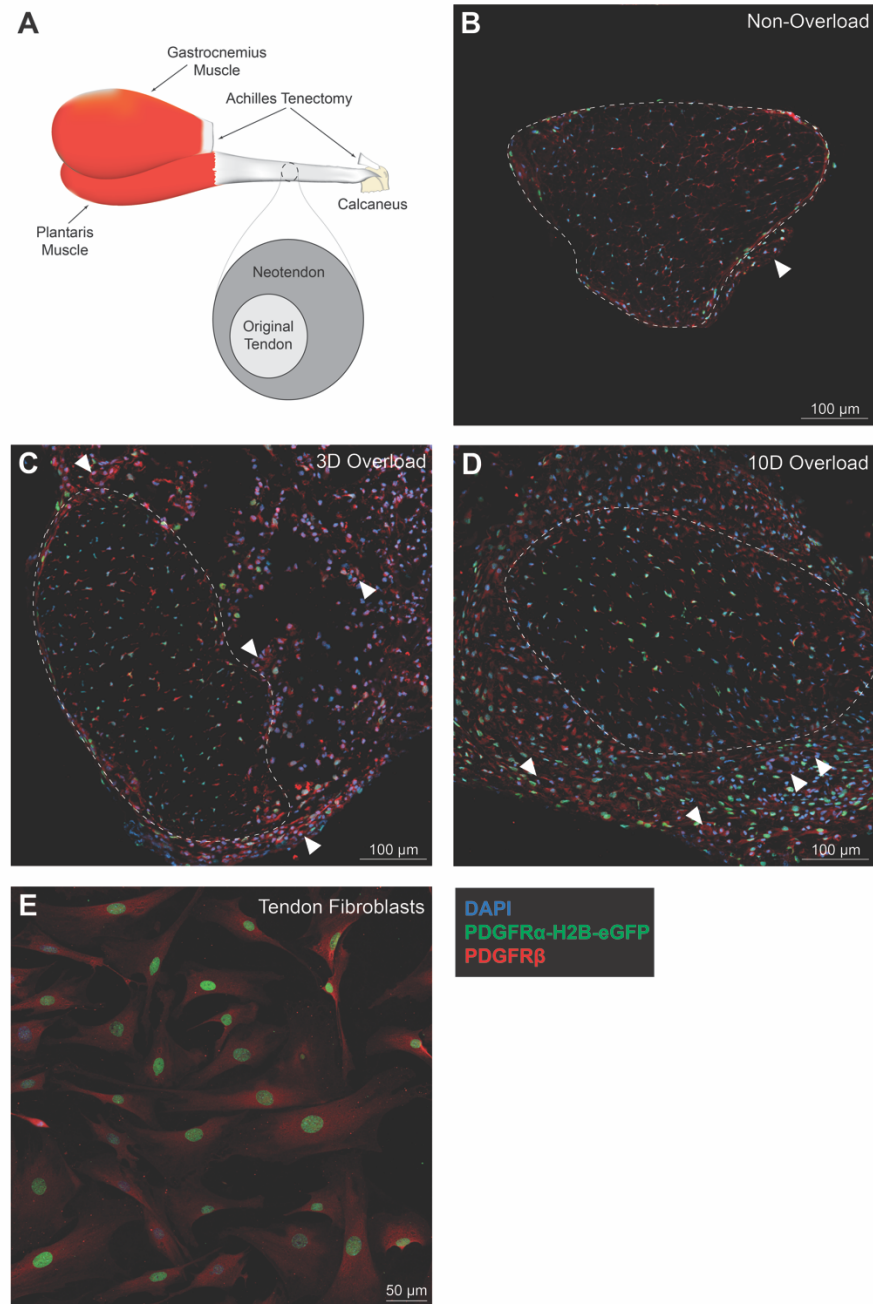 A
Gastrocnemius
Muscle
Achilles Tenectomy
Plantaris
Muscle
Calcaneus
Neotendon
Original
Tendon
B
Non-Overload
100 µm
C
3D Overload
100 µm
D
10D Overload
100 µm
E
Tendon Fibroblasts
50 µm
DAPI
PDGFRα-H2B-eGFP
PDGFRβ